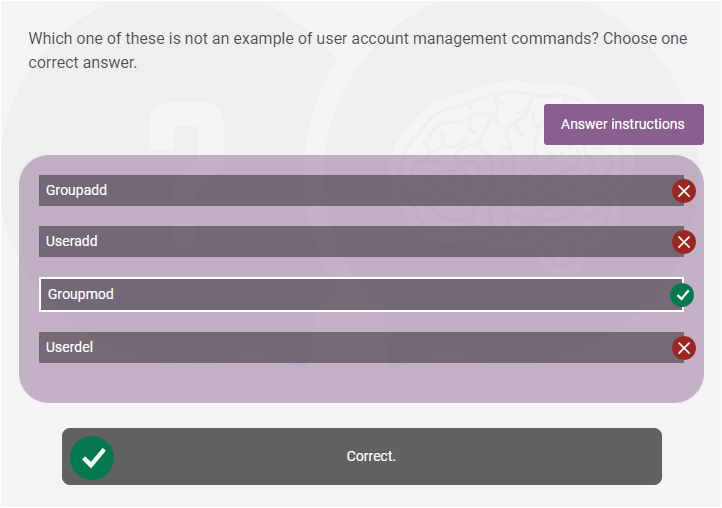 Which one of these is not an example of user account management commands? Choose one
correct answer.
Answer instructions
Groupadd
Useradd
Groupmod
Userdel
Correct.